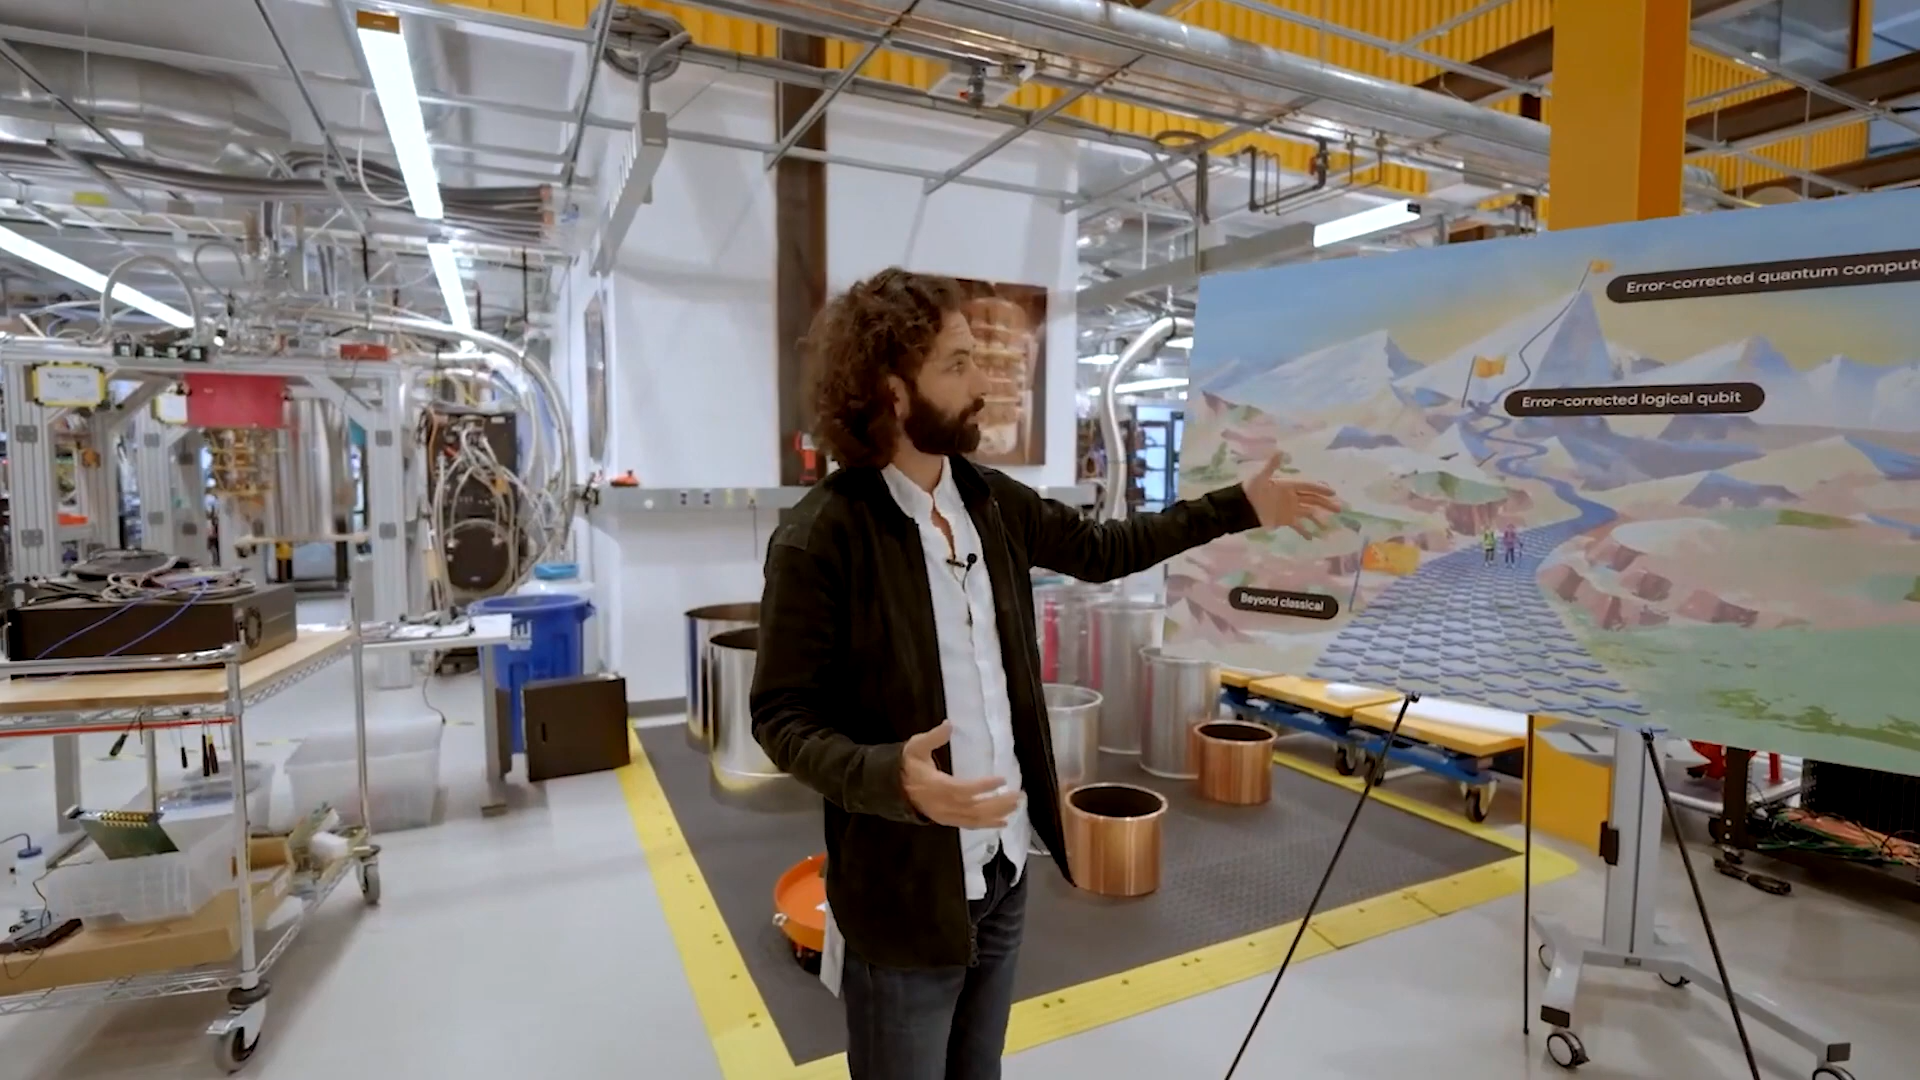 Error-corrected quantum compute
Error-corrected logical qubit
Beyond classical